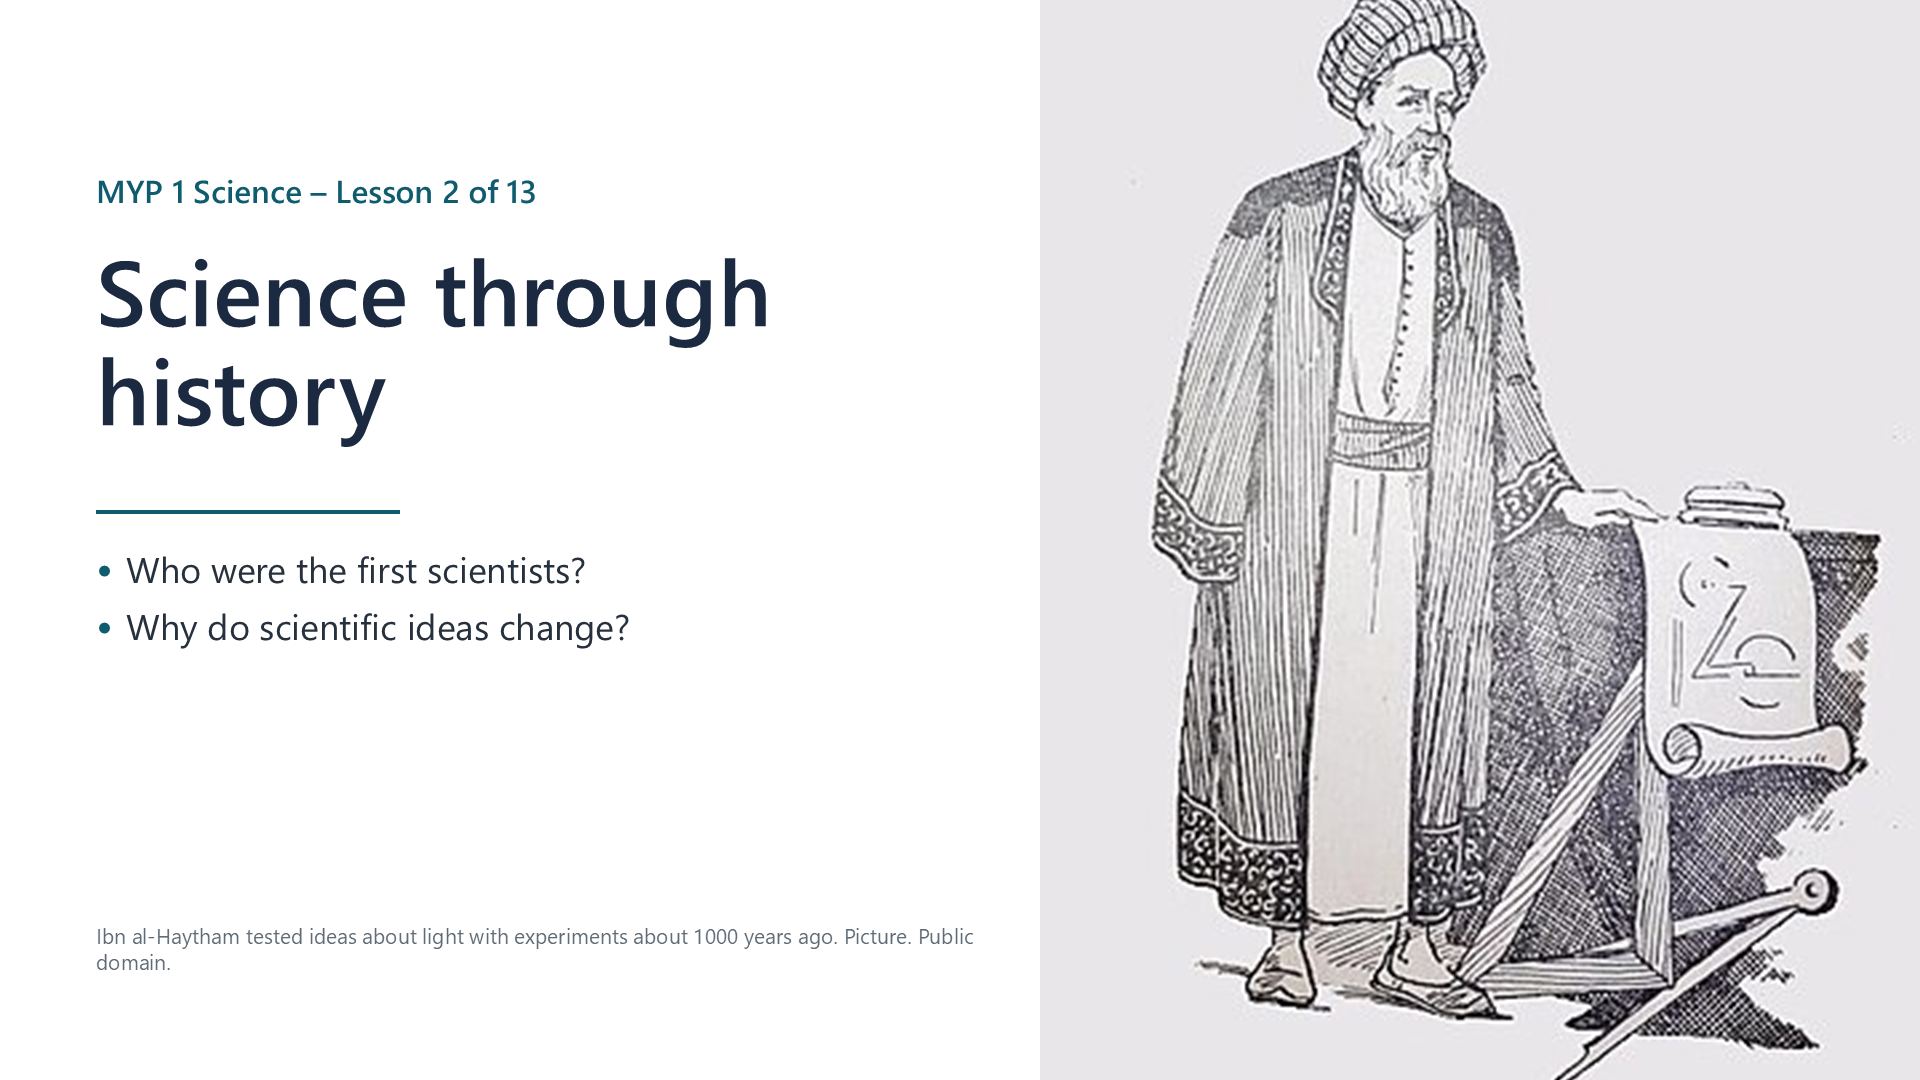 MYP 1 Science – Lesson 2 of 13
Science through
history
• Who were the first scientists?
• Why do scientific ideas change?
Ibn al-Haytham tested ideas about light with experiments about 1000 years ago. Picture. Public
domain.